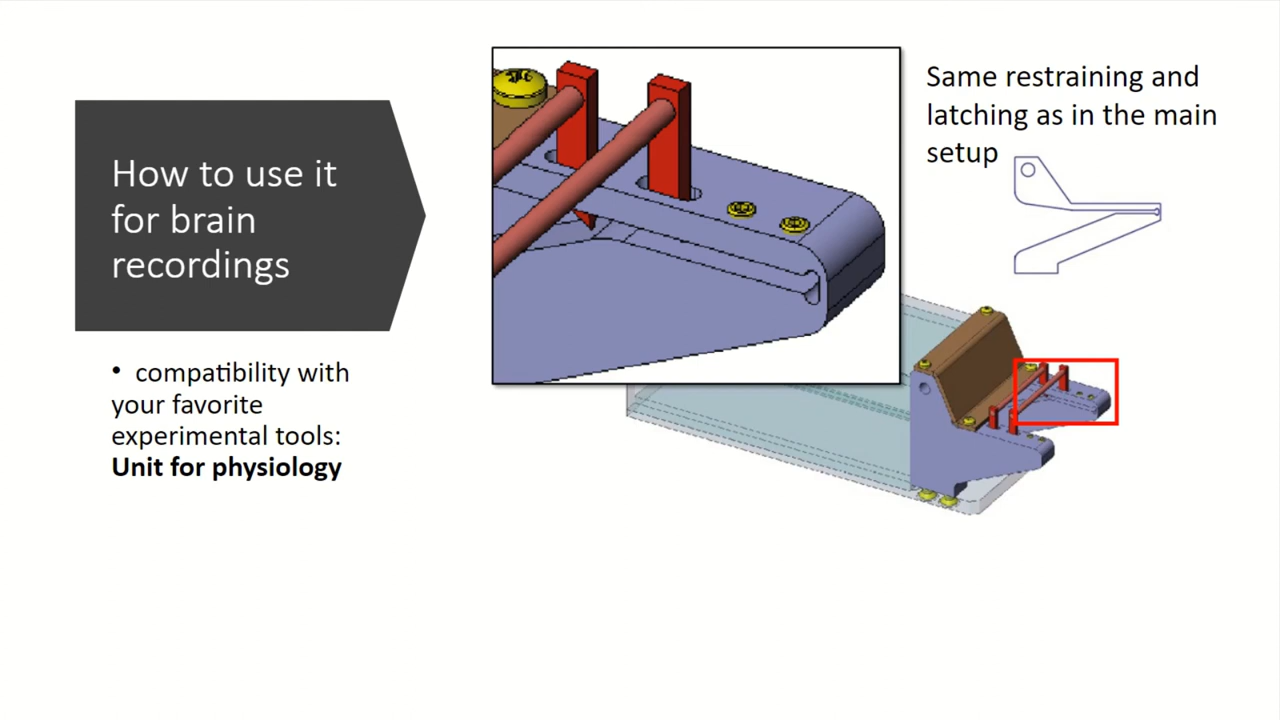 How to use it
for brain
recordings
• compatibility with
your favorite
experimental tools:
Unit for physiology
Same restraining and
latching as in the main
setup